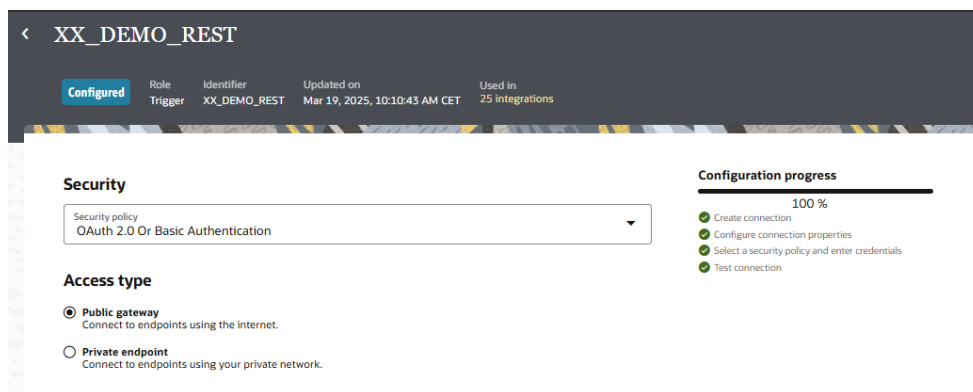 XX_DEMO_REST
Configured
Role
Trigger
Identifier
XX_DEMO_REST
Updated on
Mar 19, 2025, 10:10:43 AM CET
Used in
25 integrations
Security
Security policy
OAuth 2.0 Or Basic Authentication
Access type
Public gateway
Connect to endpoints using the internet.
Private endpoint
Connect to endpoints using your private network.
Configuration progress
100 %
Create connection
Configure connection properties
Select a security policy and enter credentials
Test connection